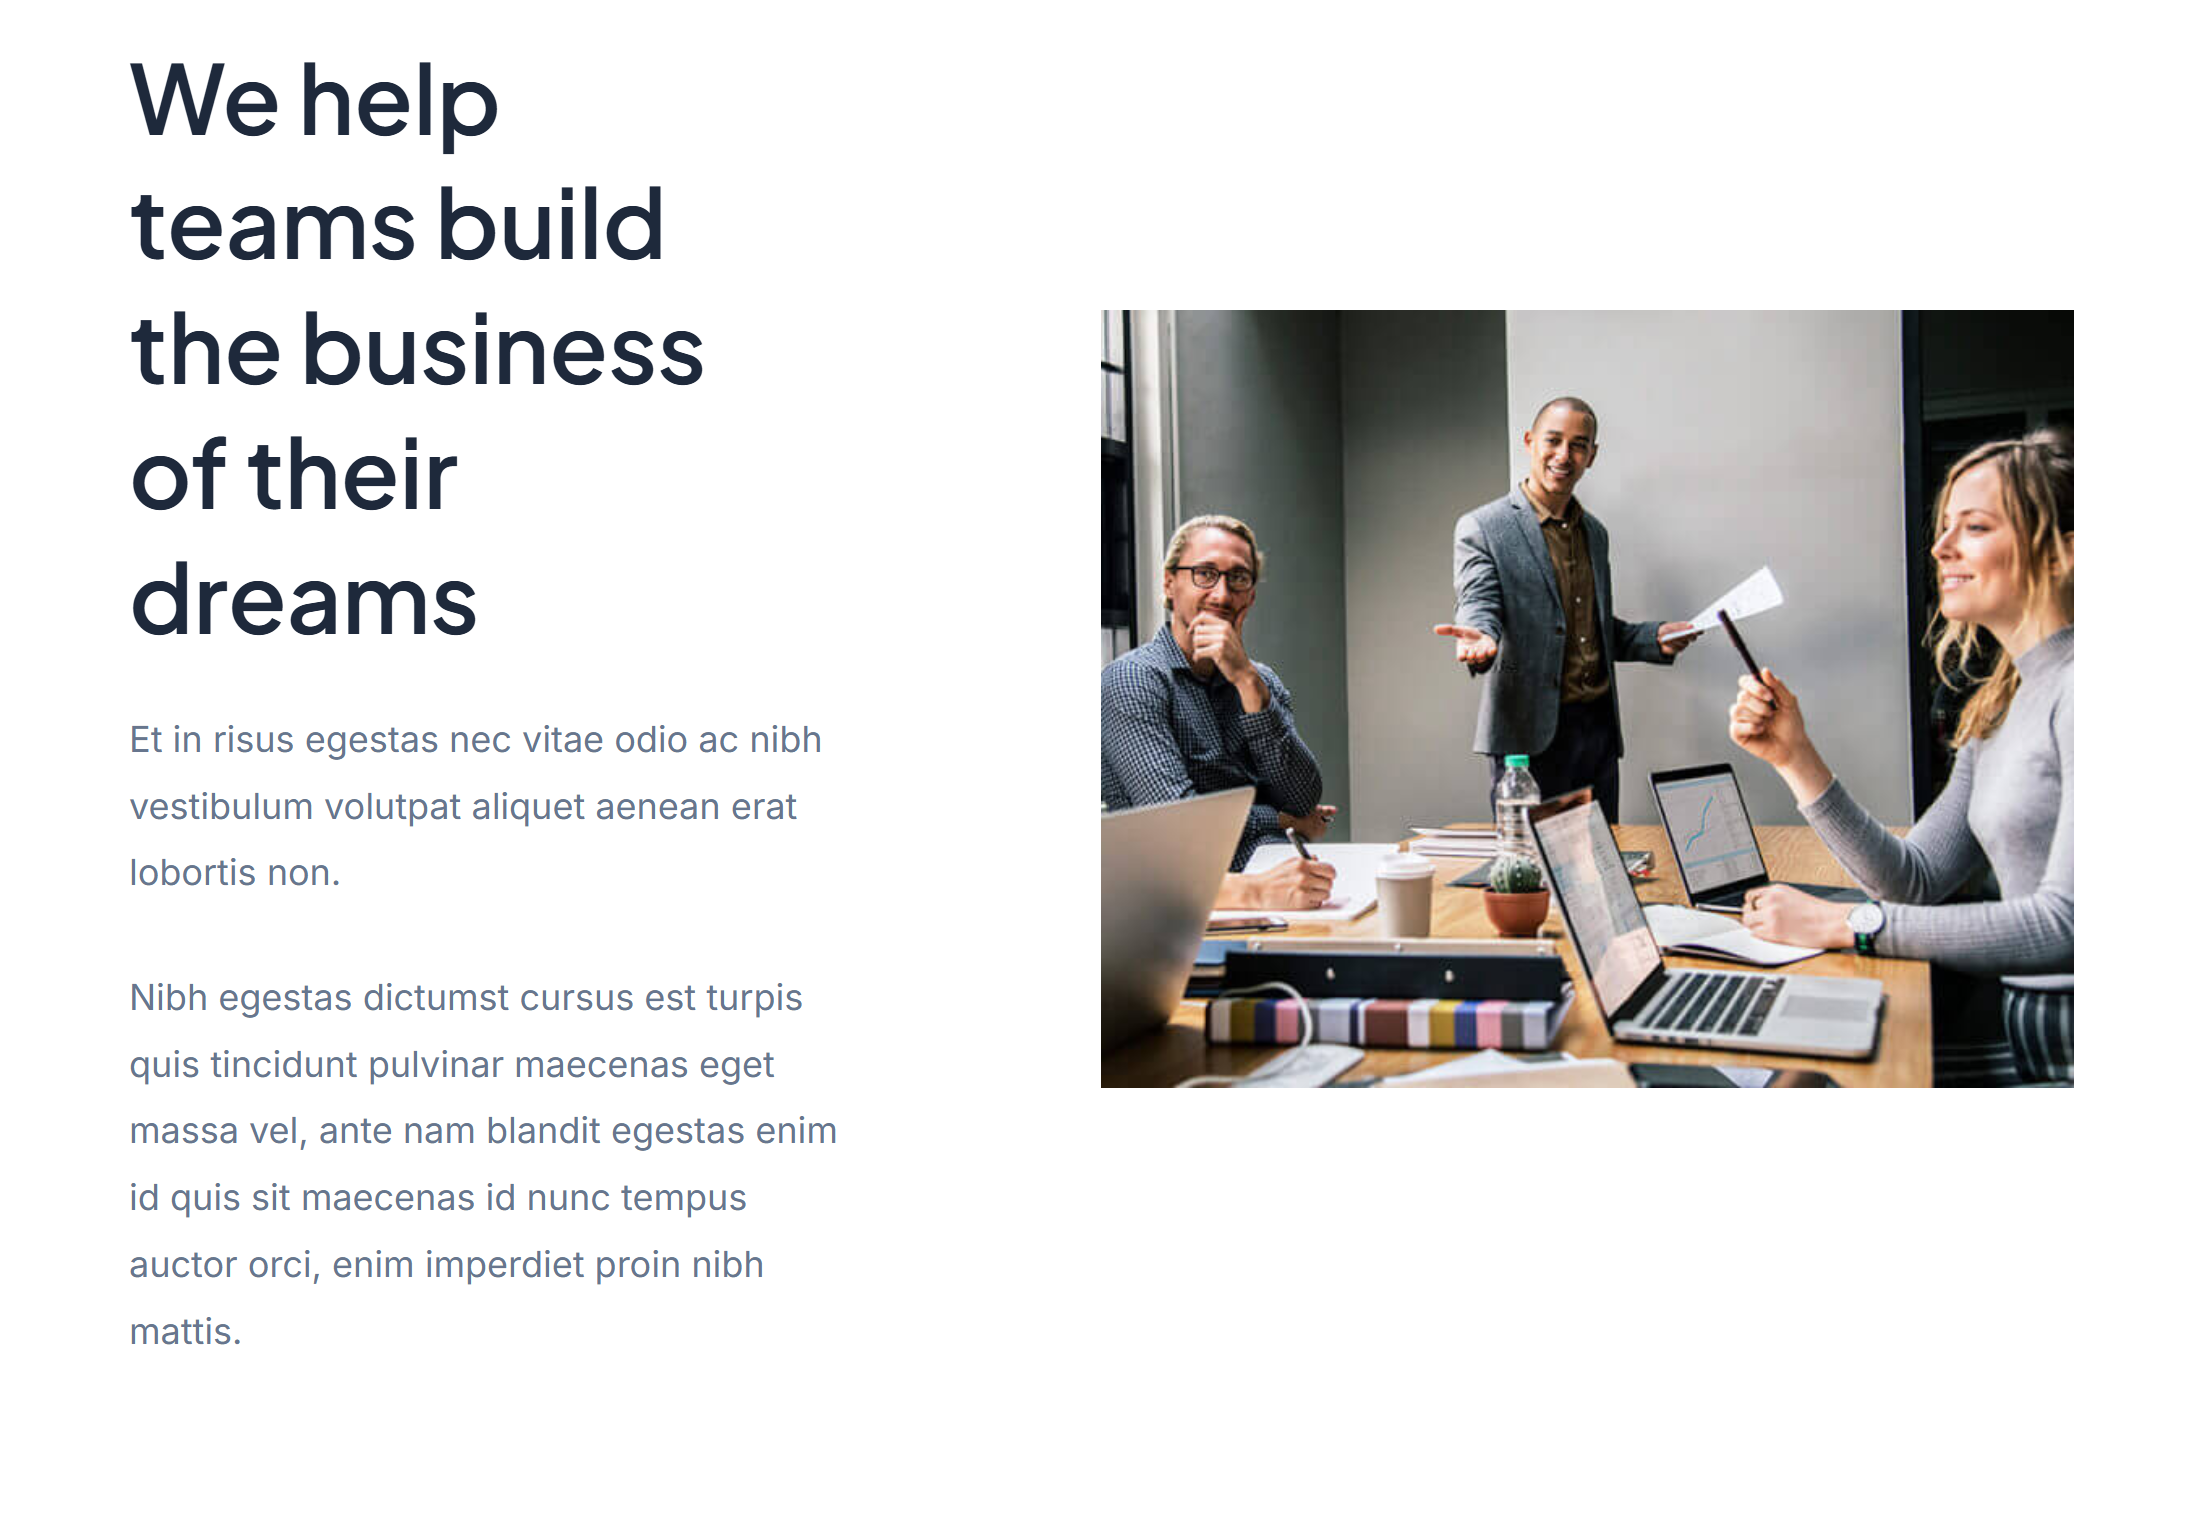 We help
teams build
the business
of their
dreams
Et in risus egestas nec vitae odio ac nibh
vestibulum volutpat aliquet aenean erat
lobortis non.
Nibh egestas dictumst cursus est turpis
quis tincidunt pulvinar maecenas eget
massa vel, ante nam blandit egestas enim
id quis sit maecenas id nunc tempus
auctor orci, enim imperdiet proin nibh
mattis.